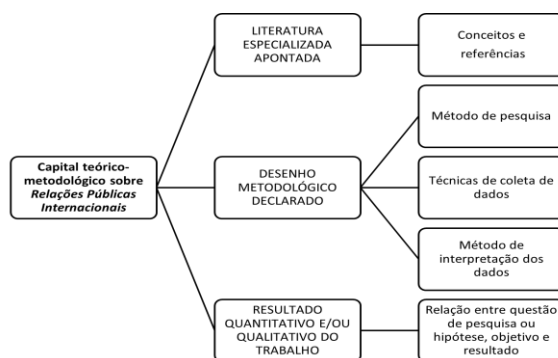 LITERATURA
ESPECIALIZADA
APONTADA
Conceitos e
referências
Capital teórico-
metodológico sobre
Relações Públicas
Internacionais
DESENHO
METODOLÓGICO
DECLARADO
Método de pesquisa
Técnicas de coleta de
dados
Método de
interpretação dos
dados
RESULTADO
QUANTITATIVO E/OU
QUALITATIVO DO
TRABALHO
Relação entre questão
de pesquisa ou
hipótese, objetivo e
resultado